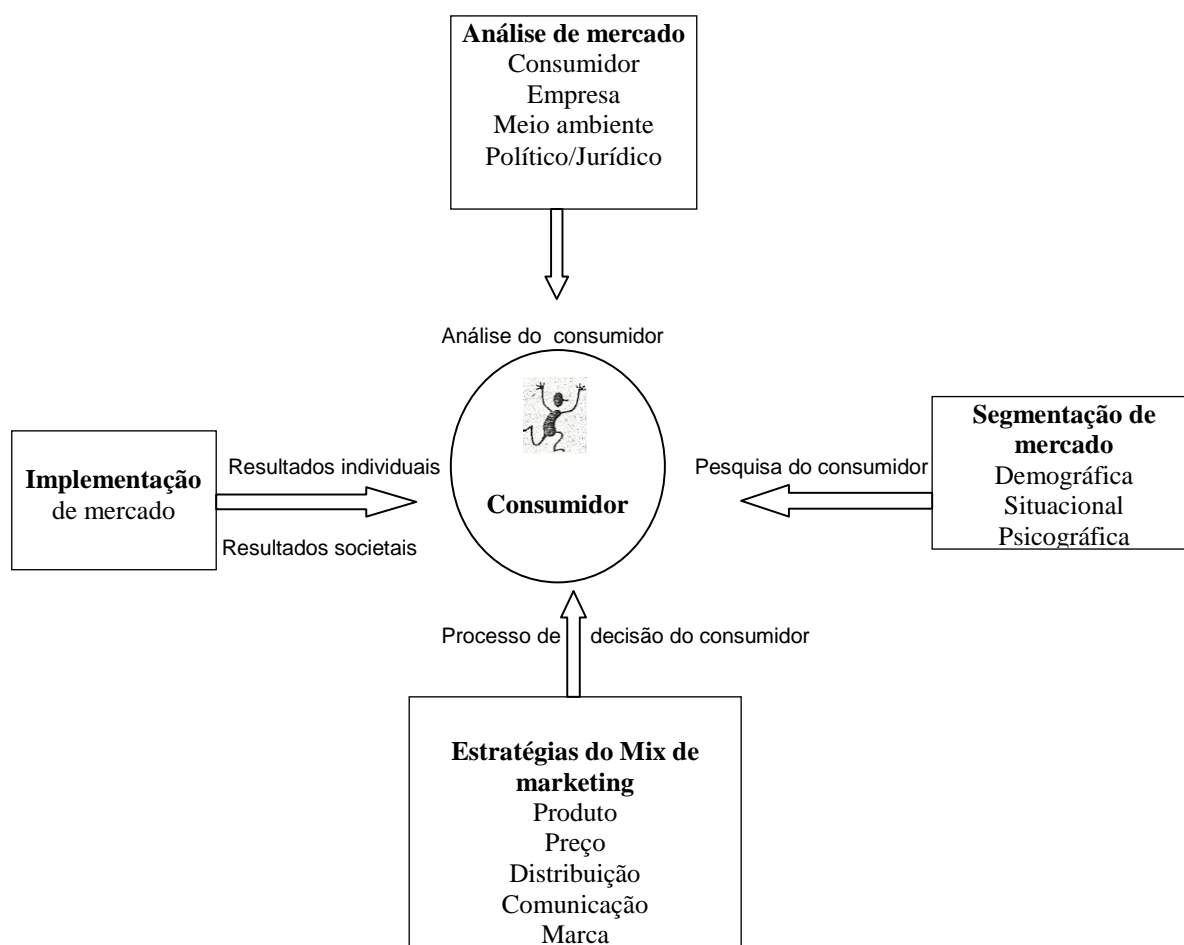 Análise de mercado
Consumidor
Empresa
Meio ambiente
Político/Jurídico
Análise do consumidor
Consumidor
Implementação
de mercado
Resultados individuais
Resultados societais
Pesquisa do consumidor
Segmentação de
mercado
Demográfica
Situacional
Psicográfica
Processo de decisão do consumidor
Estratégias do Mix de
marketing
Produto
Preço
Distribuição
Comunicação
Marca